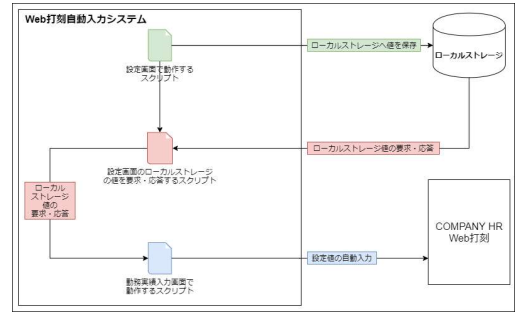 Web打刻自動入力システム
設定画面で動作する
スクリプト
ローカルストレージへ値を保存
ローカルストレージ
ローカルストレージ値の要求・応答
設定画面のローカルストレージ
の値を要求・応答するスクリプト
ローカル
ストレージ
値の
要求・応答
勤務実績入力画面で
動作するスクリプト
設定値の自動入力
COMPANY HR
Web打刻